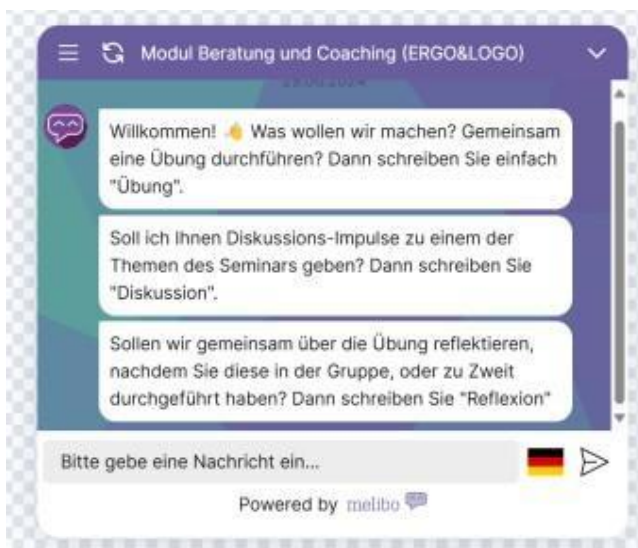 Modul Beratung und Coaching (ERGO&LOGO)
Willkommen! 👋 Was wollen wir machen? Gemeinsam
eine Übung durchführen? Dann schreiben Sie einfach
"Übung".
Soll ich Ihnen Diskussions-Impulse zu einem der
Themen des Seminars geben? Dann schreiben Sie
"Diskussion".
Sollen wir gemeinsam über die Übung reflektieren,
nachdem Sie diese in der Gruppe, oder zu Zweit
durchgeführt haben? Dann schreiben Sie "Reflexion"
Bitte gebe eine Nachricht ein...
Powered by melibo